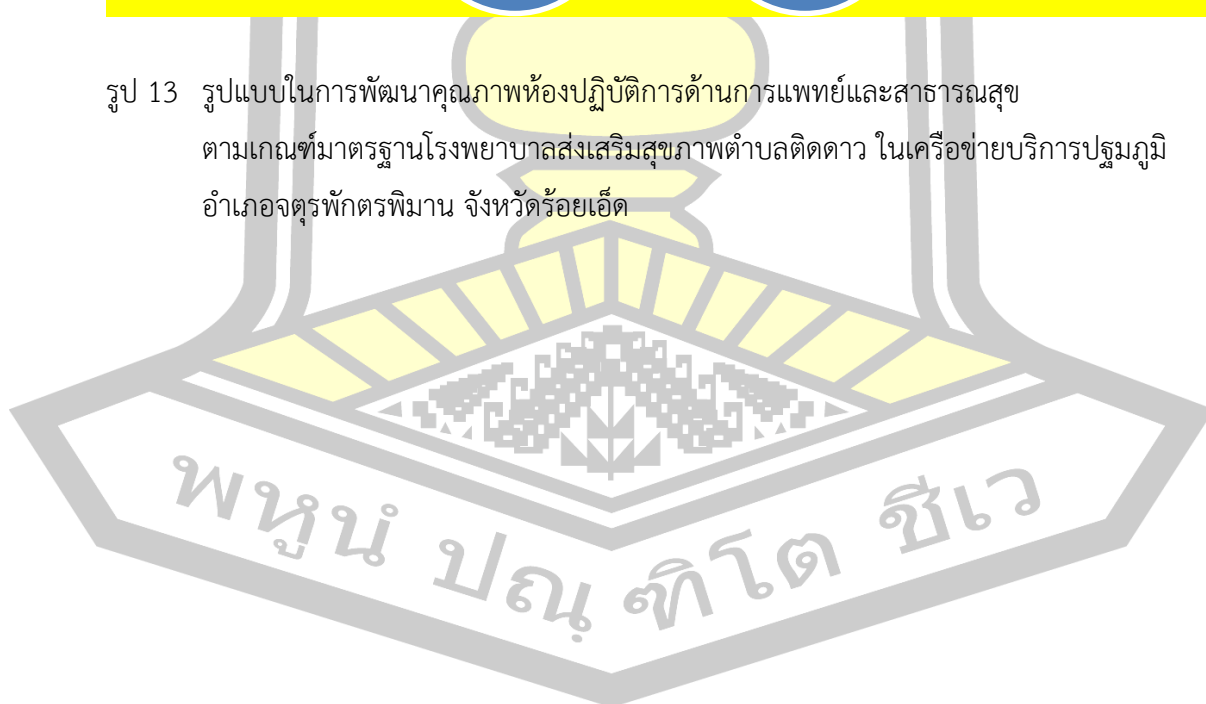 รูป 13 รูปแบบในการพัฒนาคุณภาพห้องปฏิบัติการด้านการแพทย์และสาธารณสุข
ตามเกณฑ์มาตรฐานโรงพยาบาลส่งเสริมสุขภาพตำบลติดดาว ในเครือข่ายบริการปฐมภูมิ
อำเภอจตุรพักตรพิมาน จังหวัดร้อยเอ็ด
พหูนํ ปณฺฑิโต ชีเว